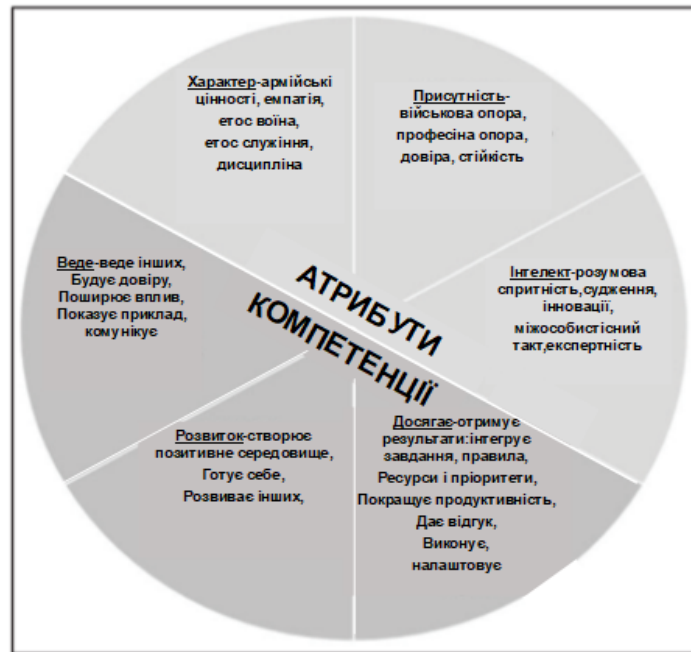 Характер-армійські
цінності, емпатія,
етос воїна,
етос служіння,
дисципліна
Присутність-
військова опора,
професіна опора,
довіра, стійкість
Веде-веде інших,
Будує довіру,
Поширює вплив,
Показує приклад,
комунікує
АТРИБУТИ
КОМПЕТЕНЦІЇ
Інтелект-розумова
спритність,судження,
інновації,
міжособистісний
такт,експертність
Розвиток-створює
позитивне середовище,
Готує себе,
Розвиває інших,
Досягає-отримує
результати:інтегрує
завдання, правила,
Ресурси і пріоритети,
Покращує продуктивність,
Дає відгук,
Виконує,
налаштовує